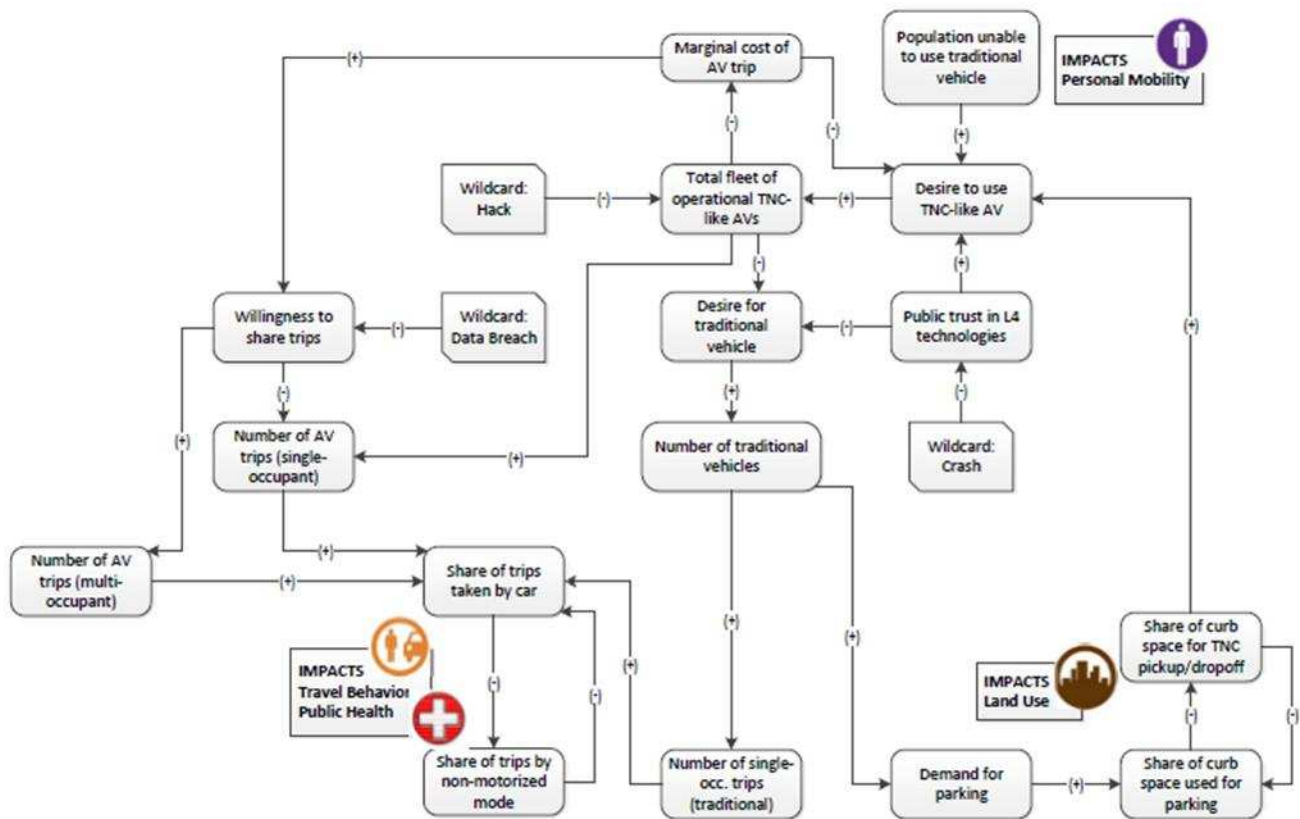 Marginal cost of
AV trip
Population unable
to use traditional
vehicle
IMPACTS
Personal Mobility
(+)
(-)
(-)
(+)
Wildcard:
Hack
(-)
Total fleet of
operational TNC-
like AVs
(+)
Desire to use
TNC-like AV
(-)
(+)
(+)
Willingness to
share trips
(-)
Wildcard:
Data Breach
Desire for
traditional
vehicle
(-)
Public trust in L4
technologies
(-)
(+)
(-)
(+)
Number of AV
trips (single-
occupant)
(+)
Number of traditional
vehicles
Wildcard:
Crash
(+)
Number of AV
trips (multi-
occupant)
(+)
Share of trips
taken by car
(+)
(+)
(+)
Share of curb
space for TNC
pickup/dropoff
IMPACTS
Travel Behavior
Public Health
(-)
(-)
IMPACTS
Land Use
(-)
(-)
Share of trips by
non-motorized
mode
Number of single-
occ. trips
(traditional)
Demand for
parking
(+)
Share of curb
space used for
parking